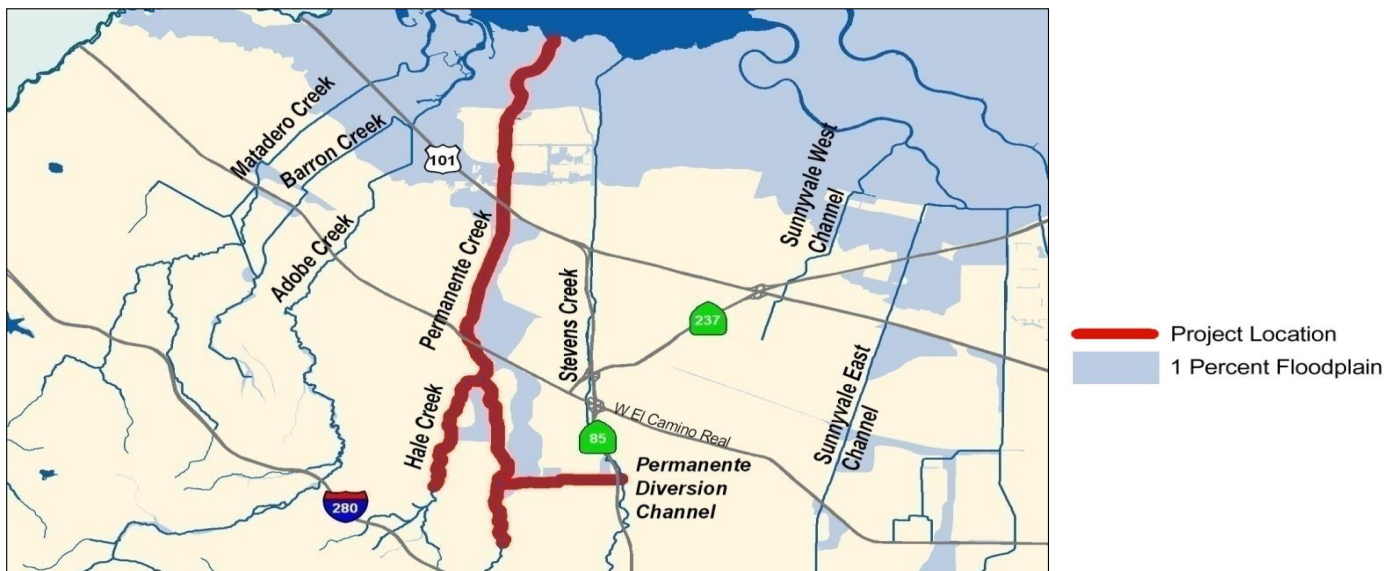 Matadero Creek
Barron Creek
Adobe Creek
101
Permanente Creek
Hale Creek
280
Stevens Creek
85
237
W El Camino Real
Permanente
Diversion
Channel
Sunnyvale West
Channel
Sunnyvale East
Channel
Project Location
1 Percent Floodplain